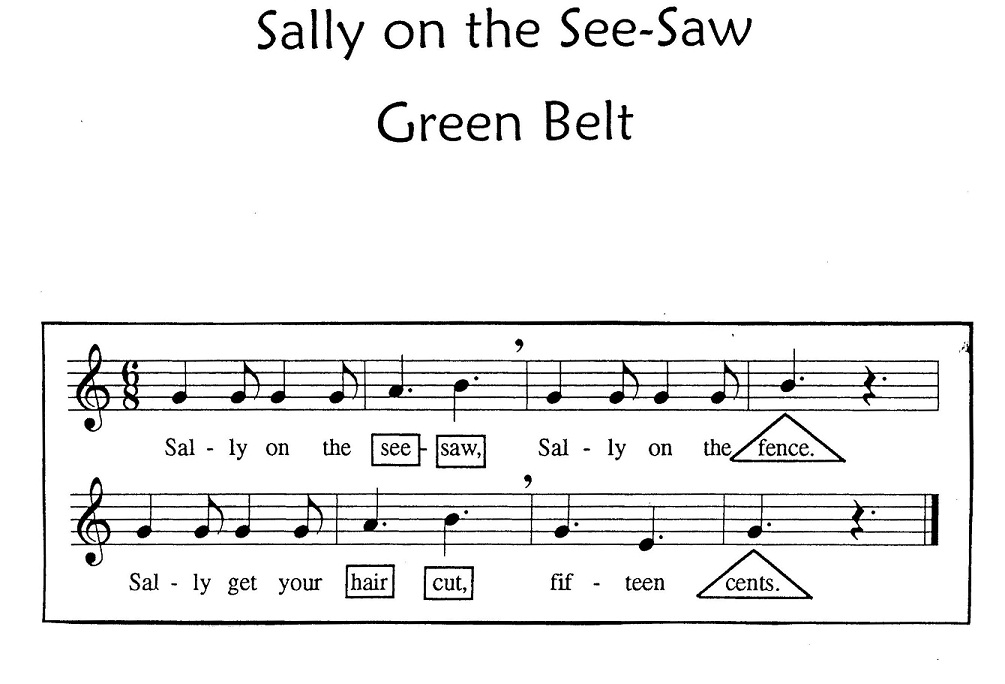 Sally on the See-Saw
Green Belt
6
8
Sal - ly on the see - saw, Sal - ly on the fence.
Sal - ly get your hair cut, fif - teen cents.